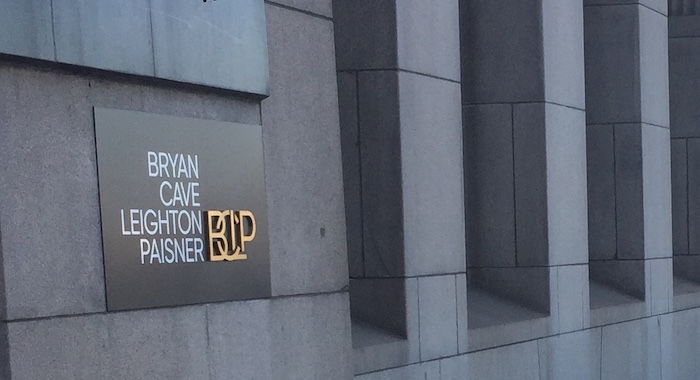 BRYAN
CAVE
LEIGHTON
PAISNER
BCLP